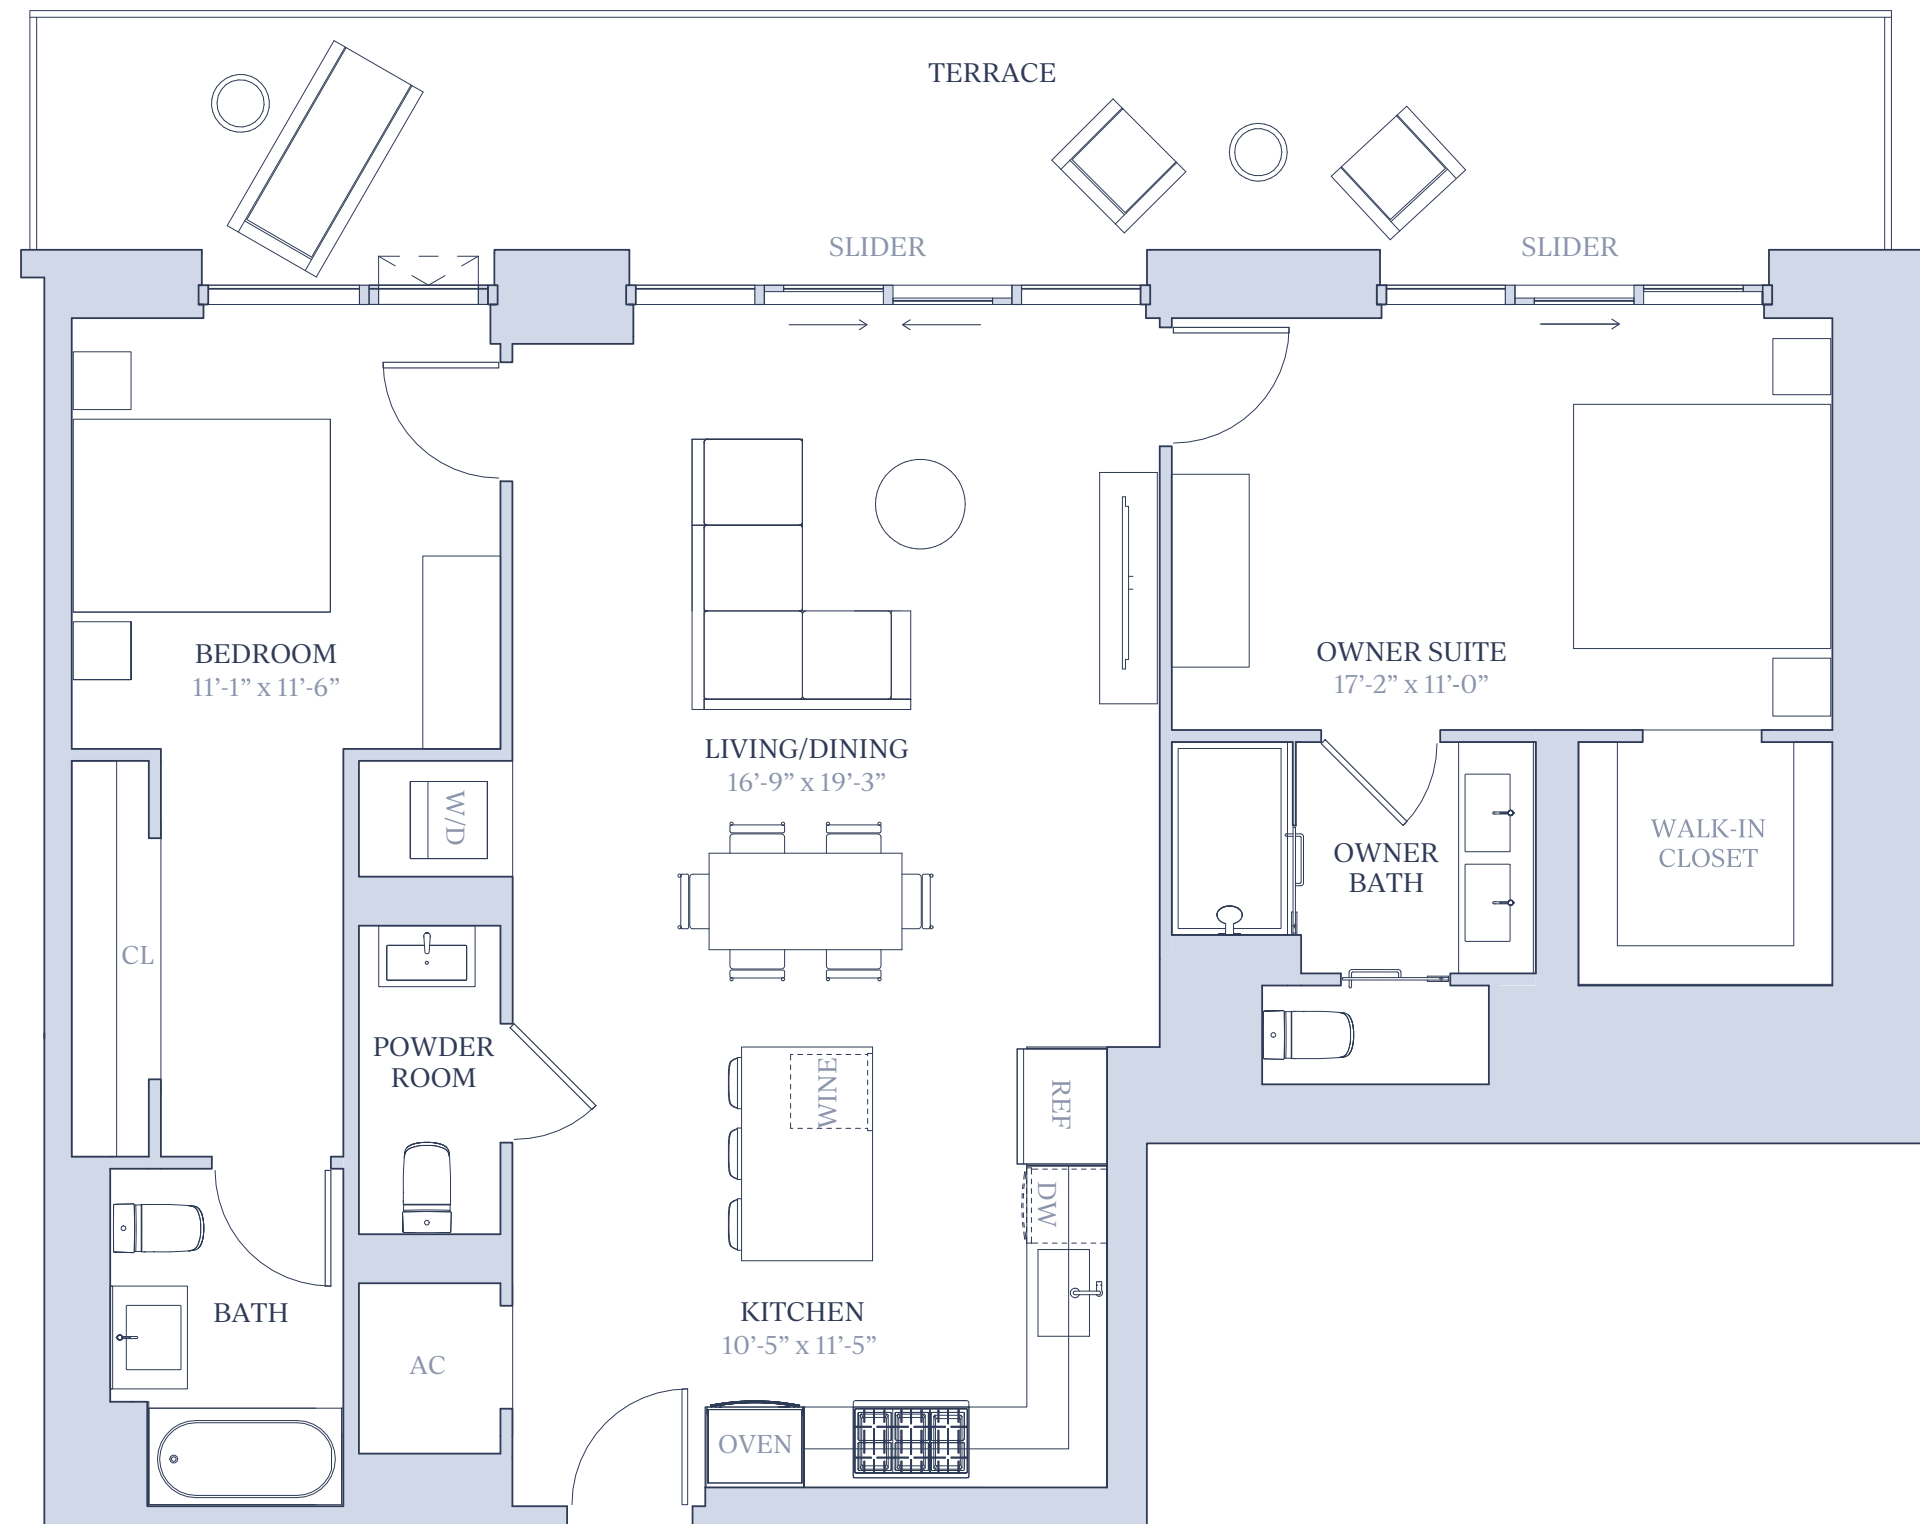 TERRACE
SLIDER
SLIDER
BEDROOM
11’-1” x 11’-6”
OWNER SUITE
17’-2” x 11’-0”
LIVING/DINING
16’-9” x 19’-3”
W/D
WALK-IN
CLOSET
OWNER
BATH
CL
POWDER
ROOM
WINE
REF
DW
BATH
KITCHEN
10’-5” x 11’-5”
AC
OVEN